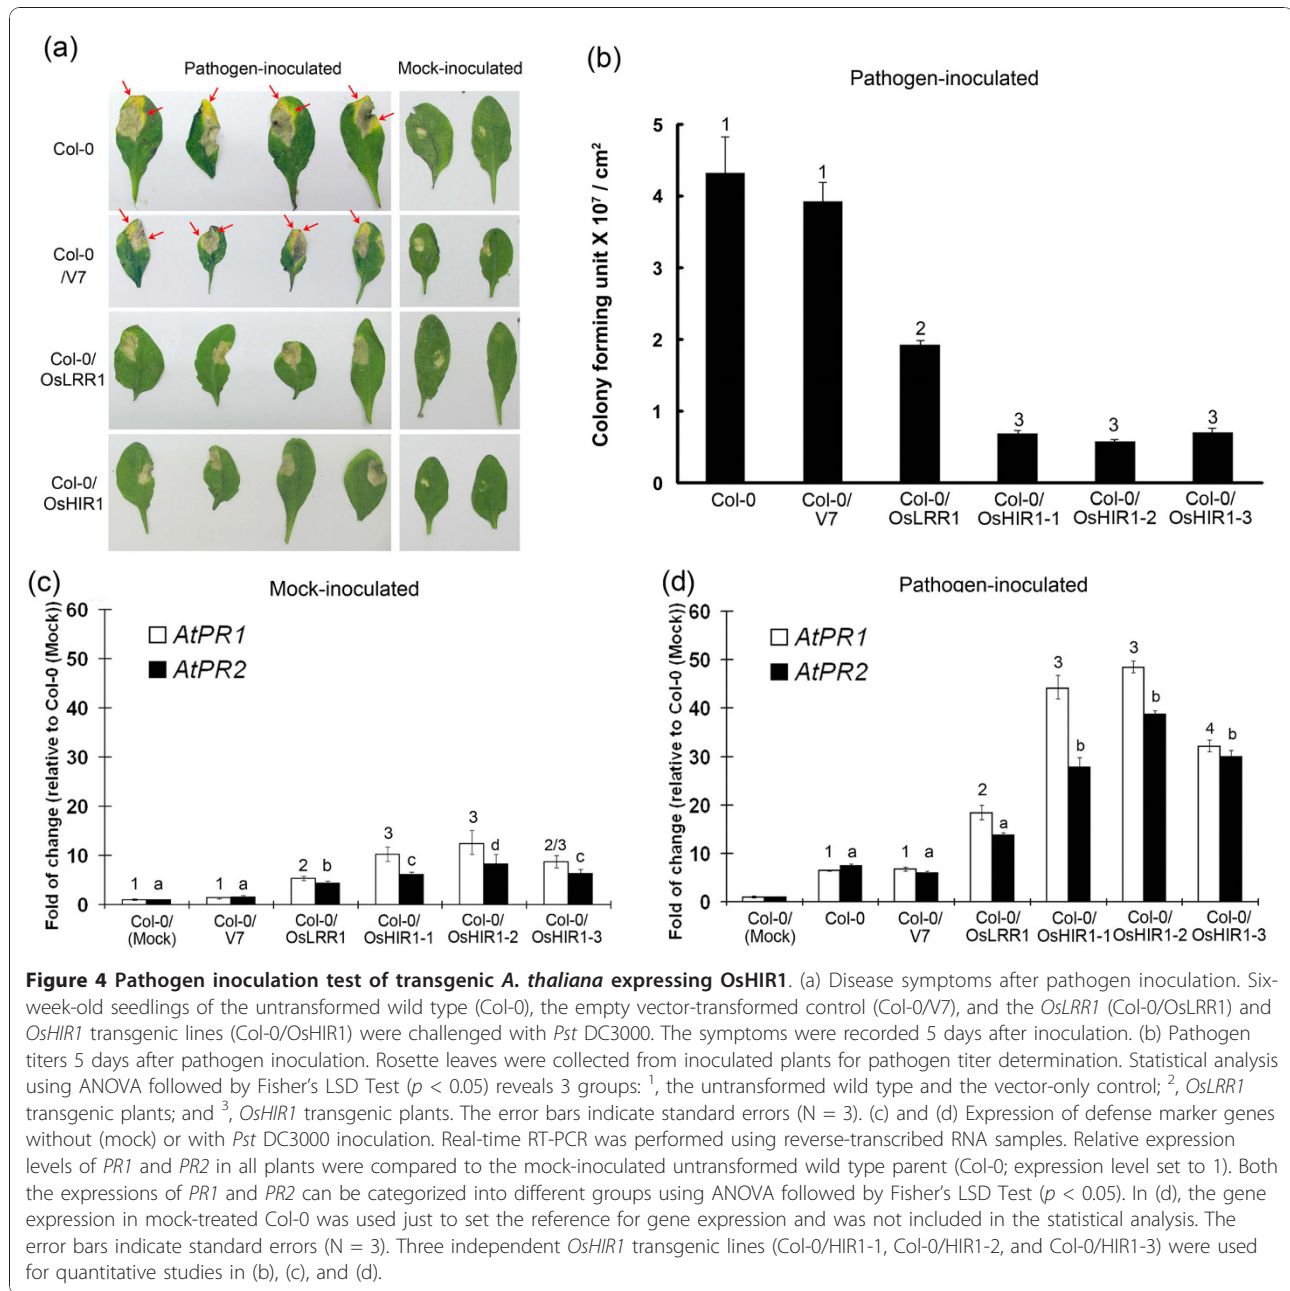 (a)
Pathogen-inoculated
Mock-inoculated
Col-0
Col-0
/V7
Col-0/
OsLRR1
Col-0/
OsHIR1
(b)
Pathogen-inoculated
Colony forming unit X 10⁷ / cm²
5
4
3
2
1
0
1
1
2
3
3
3
Col-0
Col-0/
V7
Col-0/
OsLRR1
Col-0/
OsHIR1-1
Col-0/
OsHIR1-2
Col-0/
OsHIR1-3
(c)
Mock-inoculated
Fold of change (relative to Col-0 (Mock))
60
50
40
30
20
10
0
AtPR1
AtPR2
1 a
1 a
2 b
3 c
3 d
2/3 c
Col-0/
(Mock)
Col-0/
V7
Col-0/
OsLRR1
Col-0/
OsHIR1-1
Col-0/
OsHIR1-2
Col-0/
OsHIR1-3
(d)
Pathogen-inoculated
Fold of change (relative to Col-0 (Mock)
60
50
40
30
20
10
0
AtPR1
AtPR2
1 a
1 a
2 a
3 b
3 b
4 b
Col-0/
(Mock)
Col-0
Col-0/
V7
Col-0/
OsLRR1
Col-0/
OsHIR1-1
Col-0/
OsHIR1-2
Col-0/
OsHIR1-3
Figure 4 Pathogen inoculation test of transgenic A. thaliana expressing OsHIR1. (a) Disease symptoms after pathogen inoculation. Six-
week-old seedlings of the untransformed wild type (Col-0), the empty vector-transformed control (Col-0/V7), and the OsLRR1 (Col-0/OsLRR1) and
OsHIR1 transgenic lines (Col-0/OsHIR1) were challenged with Pst DC3000. The symptoms were recorded 5 days after inoculation. (b) Pathogen
titers 5 days after pathogen inoculation. Rosette leaves were collected from inoculated plants for pathogen titer determination. Statistical analysis
using ANOVA followed by Fisher's LSD Test (p < 0.05) reveals 3 groups: ¹, the untransformed wild type and the vector-only control; ², OsLRR1
transgenic plants; and ³, OsHIR1 transgenic plants. The error bars indicate standard errors (N = 3). (c) and (d) Expression of defense marker genes
without (mock) or with Pst DC3000 inoculation. Real-time RT-PCR was performed using reverse-transcribed RNA samples. Relative expression
levels of PR1 and PR2 in all plants were compared to the mock-inoculated untransformed wild type parent (Col-0; expression level set to 1). Both
the expressions of PR1 and PR2 can be categorized into different groups using ANOVA followed by Fisher's LSD Test (p < 0.05). In (d), the gene
expression in mock-treated Col-0 was used just to set the reference for gene expression and was not included in the statistical analysis. The
error bars indicate standard errors (N = 3). Three independent OsHIR1 transgenic lines (Col-0/HIR1-1, Col-0/HIR1-2, and Col-0/HIR1-3) were used
for quantitative studies in (b), (c), and (d).